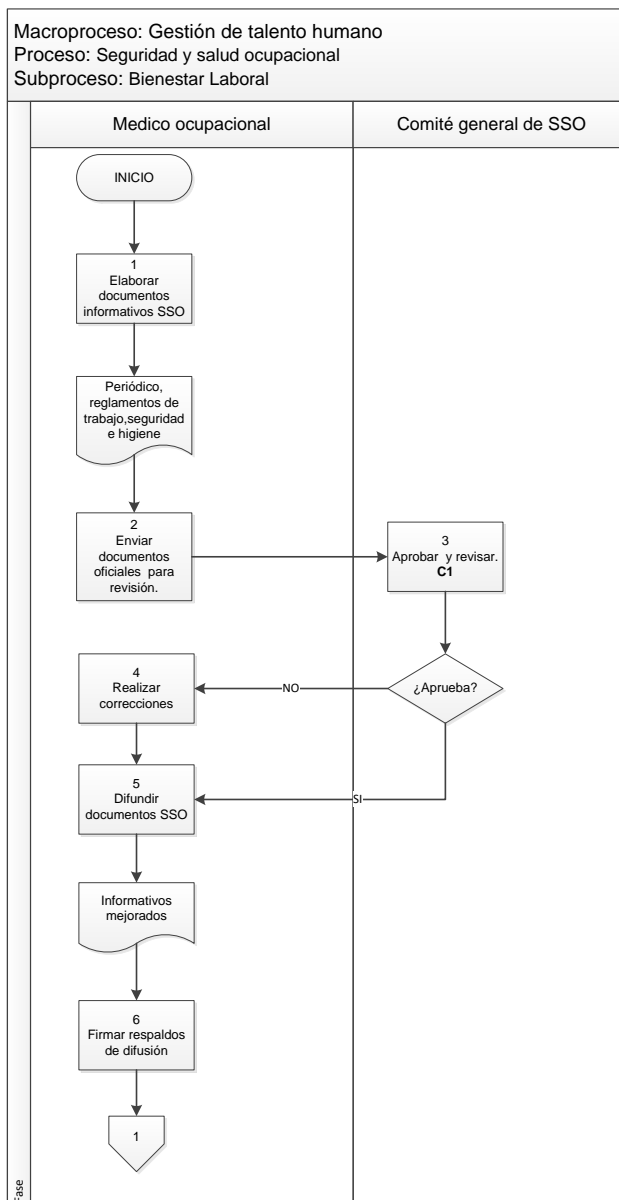 Macroproceso: Gestión de talento humano
Proceso: Seguridad y salud ocupacional
Subproceso: Bienestar Laboral
Medico ocupacional
Comité general de SSO
INICIO
1
Elaborar
documentos
informativos SSO
Periódico,
reglamentos de
trabajo,seguridad
e higiene
2
Enviar
documentos
oficiales para
revisión.
3
Aprobar y revisar.
C1
¿Aprueba?
NO
4
Realizar
correcciones
SI
5
Difundir
documentos SSO
Informativos
mejorados
6
Firmar respaldos
de difusión
1
Fase